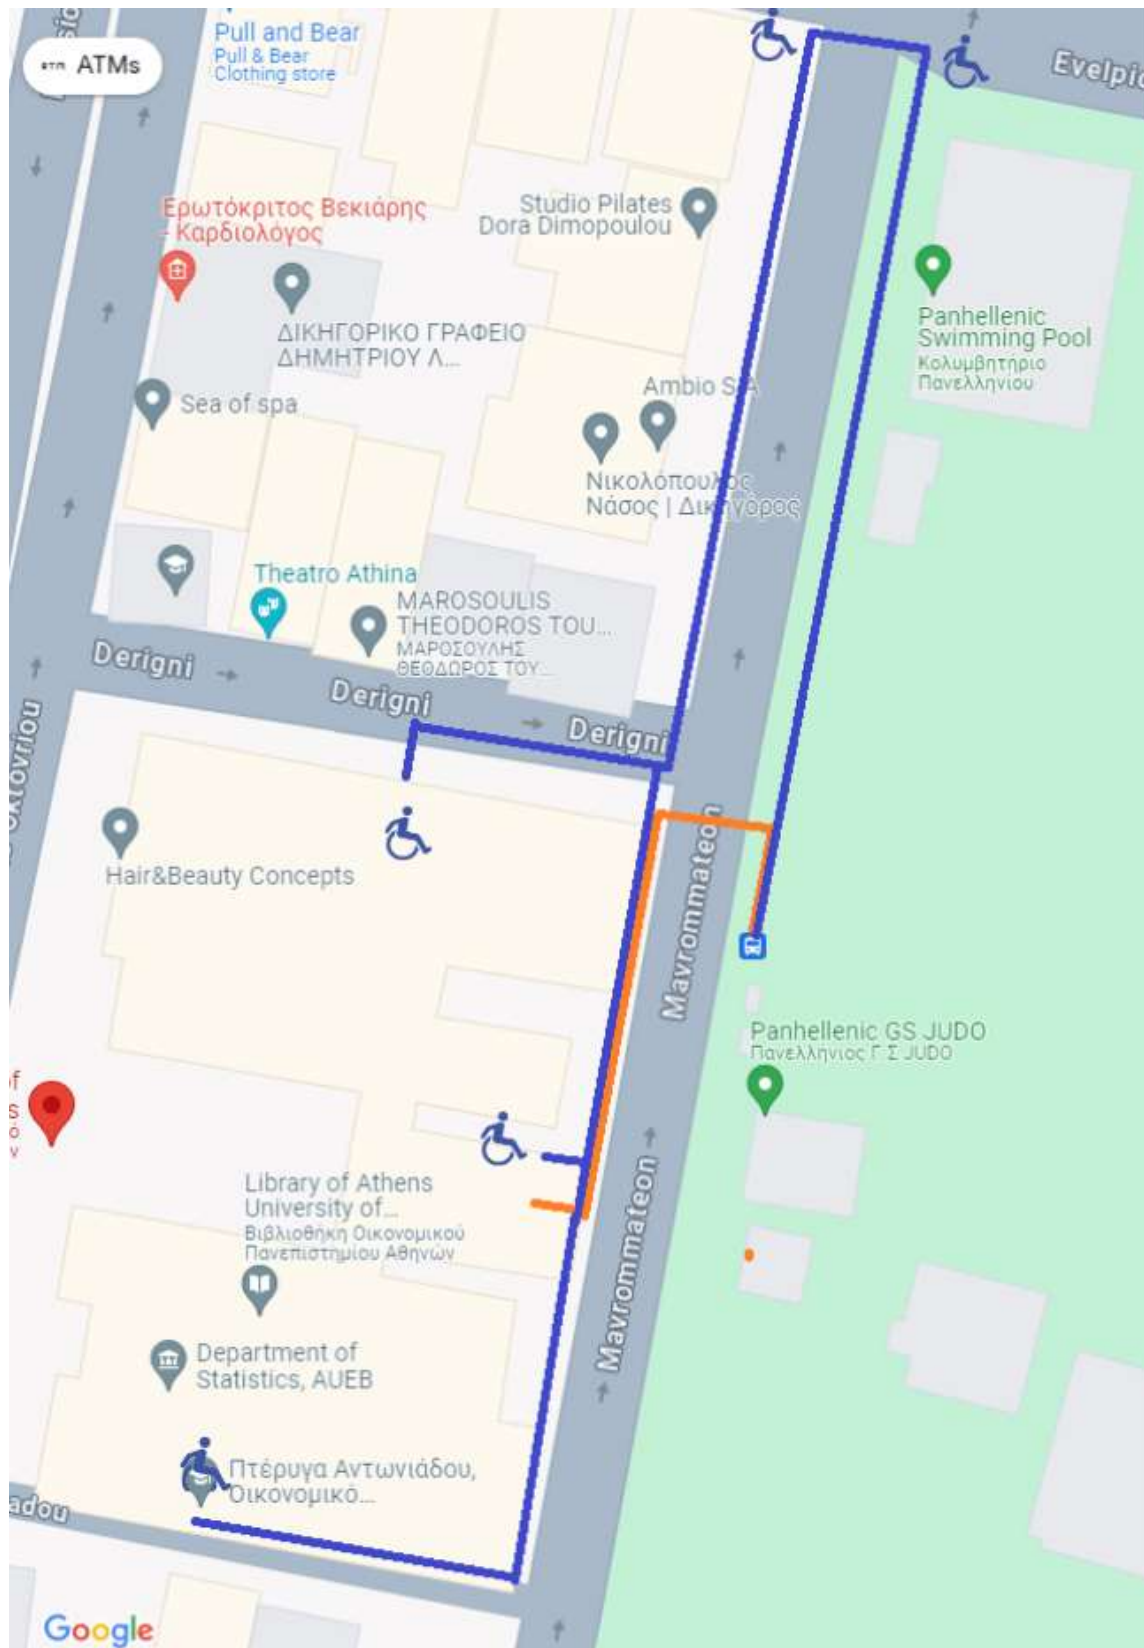 Pull and Bear
Pull & Bear
Clothing store
ATM ATMs
Evelpic
Ερωτόκριτος Βεκιάρης
- Καρδιολόγος
Studio Pilates
Dora Dimopoulou
ΔΙΚΗΓΟΡΙΚΟ ΓΡΑΦΕΙΟ
ΔΗΜΗΤΡΙΟΥ Λ...
Panhellenic
Swimming Pool
Κολυμβητήριο
Πανελληνίου
Sea of spa
Ambio S/A
Νικολόπουλος
Νάσος | Δικηγόρος
Theatro Athina
MAROSOULIS
THEODOROS TOU...
ΜΑΡΟΣΟΥΛΗΣ
ΘΕΟΔΩΡΟΣ ΤΟΥ...
Derigni
Derigni
Derigni
Hair&Beauty Concepts
Mavrommateon
Panhellenic GS JUDO
Πανελλήνιος Γ Σ JUDO
Library of Athens
University of...
Βιβλιοθήκη Οικονομικού
Πανεπιστημίου Αθηνών
Mavrommateon
Department of
Statistics, AUEB
Πτέρυγα Αντωνιάδου,
Οικονομικό...
adou
Google